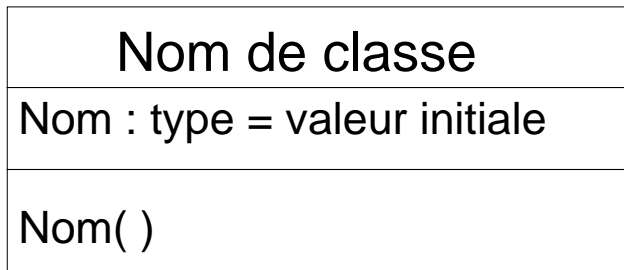 Nom de classe
Nom : type = valeur initiale
Nom( )